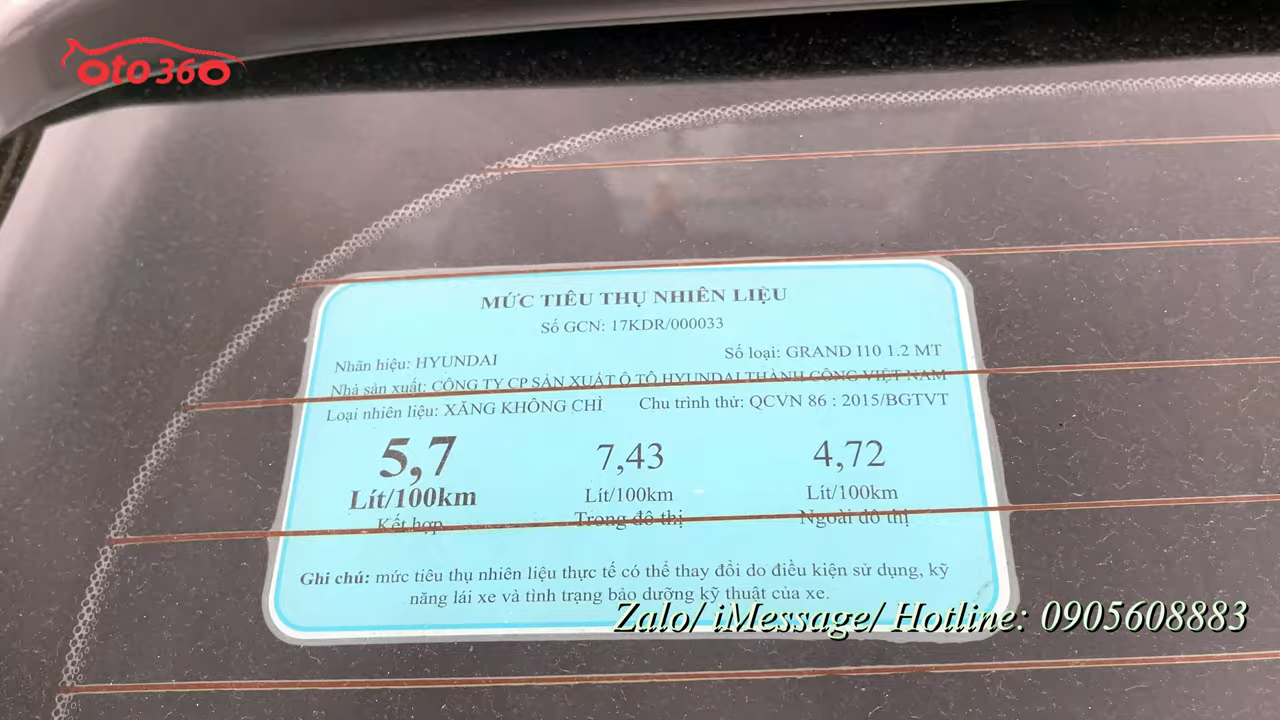 oto360
MỨC TIÊU THỤ NHIÊN LIỆU
Số GCN: 17KDR/000033
Nhãn hiệu: HYUNDAI Số loại: GRAND I10 1.2 MT
Nhà sản xuất: CÔNG TY CP SẢN XUẤT Ô TÔ HYUNDAI THÀNH CÔNG VIỆT NAM
Loại nhiên liệu: XĂNG KHÔNG CHÌ Chu trình thử: QCVN 86 : 2015/BGTVT
5,7 7,43 4,72
Lít/100km Lít/100km Lít/100km
Kết hợp Trong đô thị Ngoài đô thị
Ghi chú: mức tiêu thụ nhiên liệu thực tế có thể thay đổi do điều kiện sử dụng, kỹ
năng lái xe và tình trạng bảo dưỡng kỹ thuật của xe.
Zalo/ iMessage/ Hotline: 0905608883